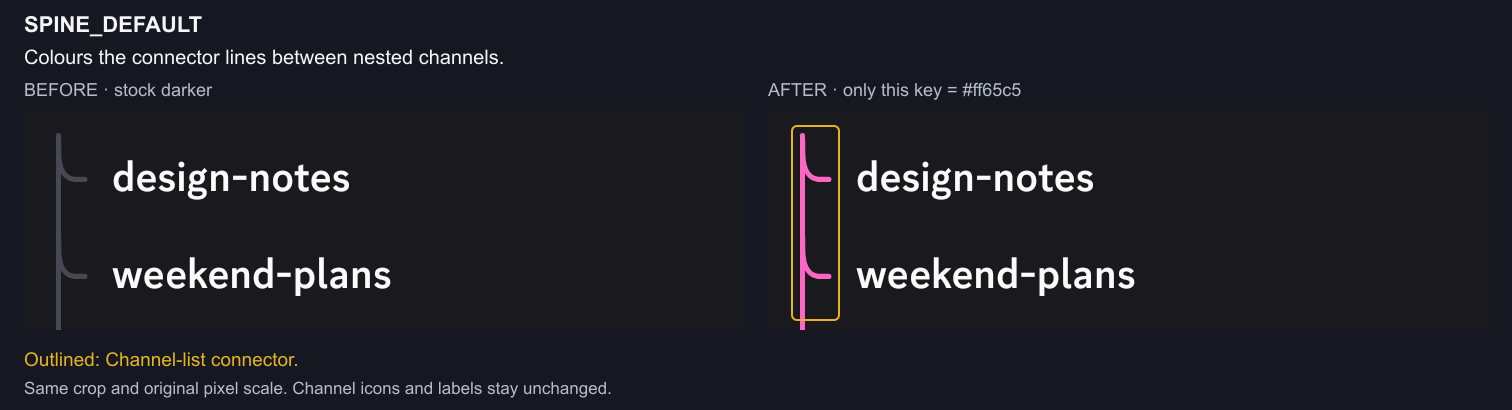 SPINE_DEFAULT
Colours the connector lines between nested channels.
BEFORE · stock darker
AFTER · only this key = #ff65c5
design-notes
design-notes
weekend-plans
weekend-plans
Outlined: Channel-list connector.
Same crop and original pixel scale. Channel icons and labels stay unchanged.